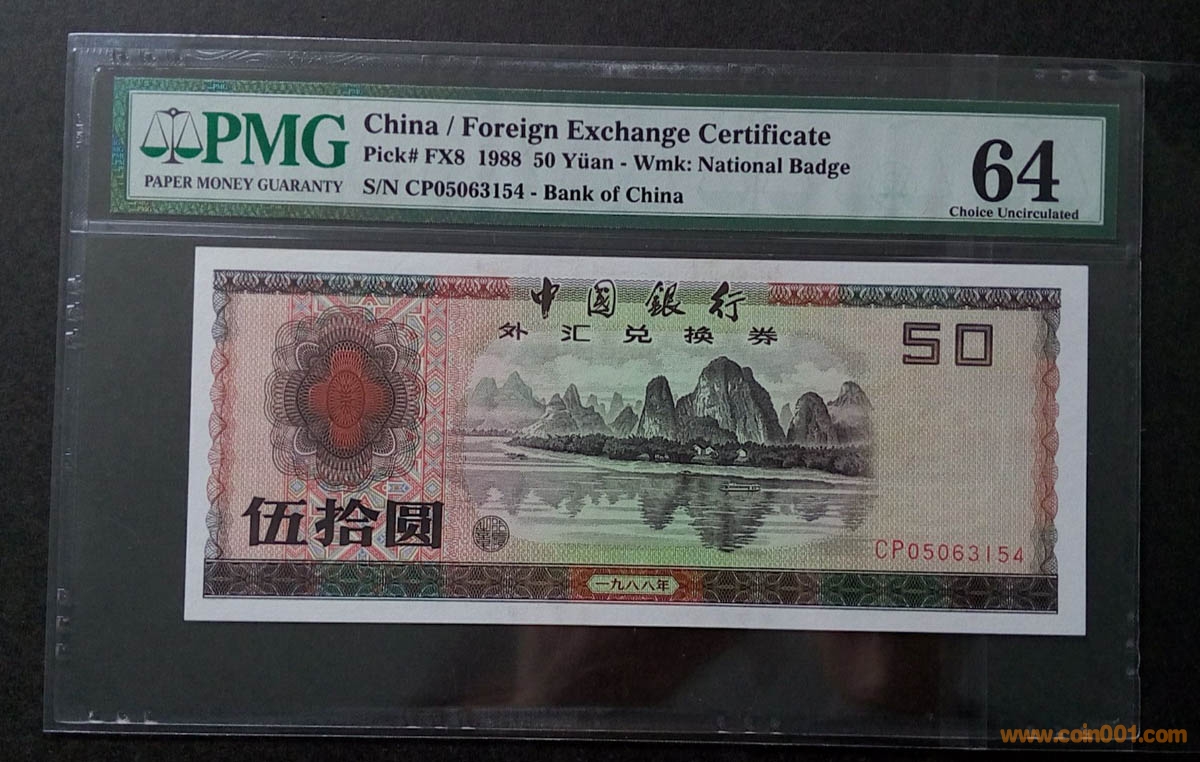 PMG
PAPER MONEY GUARANTY
China / Foreign Exchange Certificate
Pick# FX8 1988 50 Yüan - Wmk: National Badge
S/N CP05063154 - Bank of China
64
Choice Uncirculated
中國銀行
外汇兑换券
50
伍拾圆
CP05063154
一九八八年
www.coin001.com